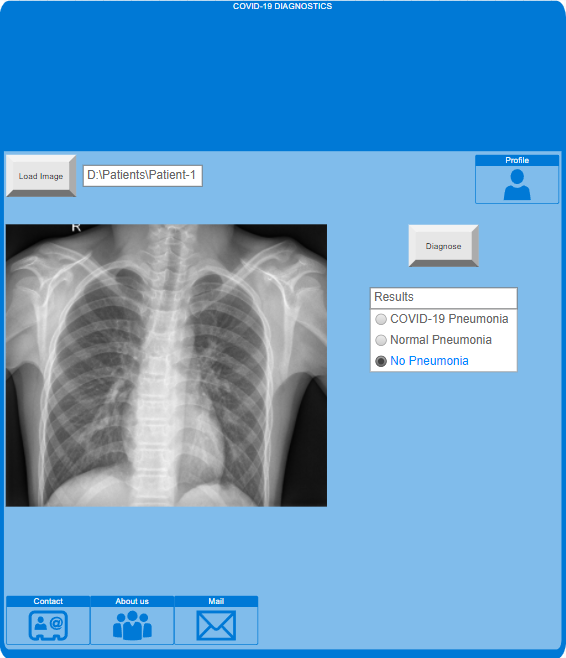 COVID-19 DIAGNOSTICS
Load Image
D:\Patients\Patient-1
Profile
R
Diagnose
Results
COVID-19 Pneumonia
Normal Pneumonia
No Pneumonia
Contact
About us
Mail
@